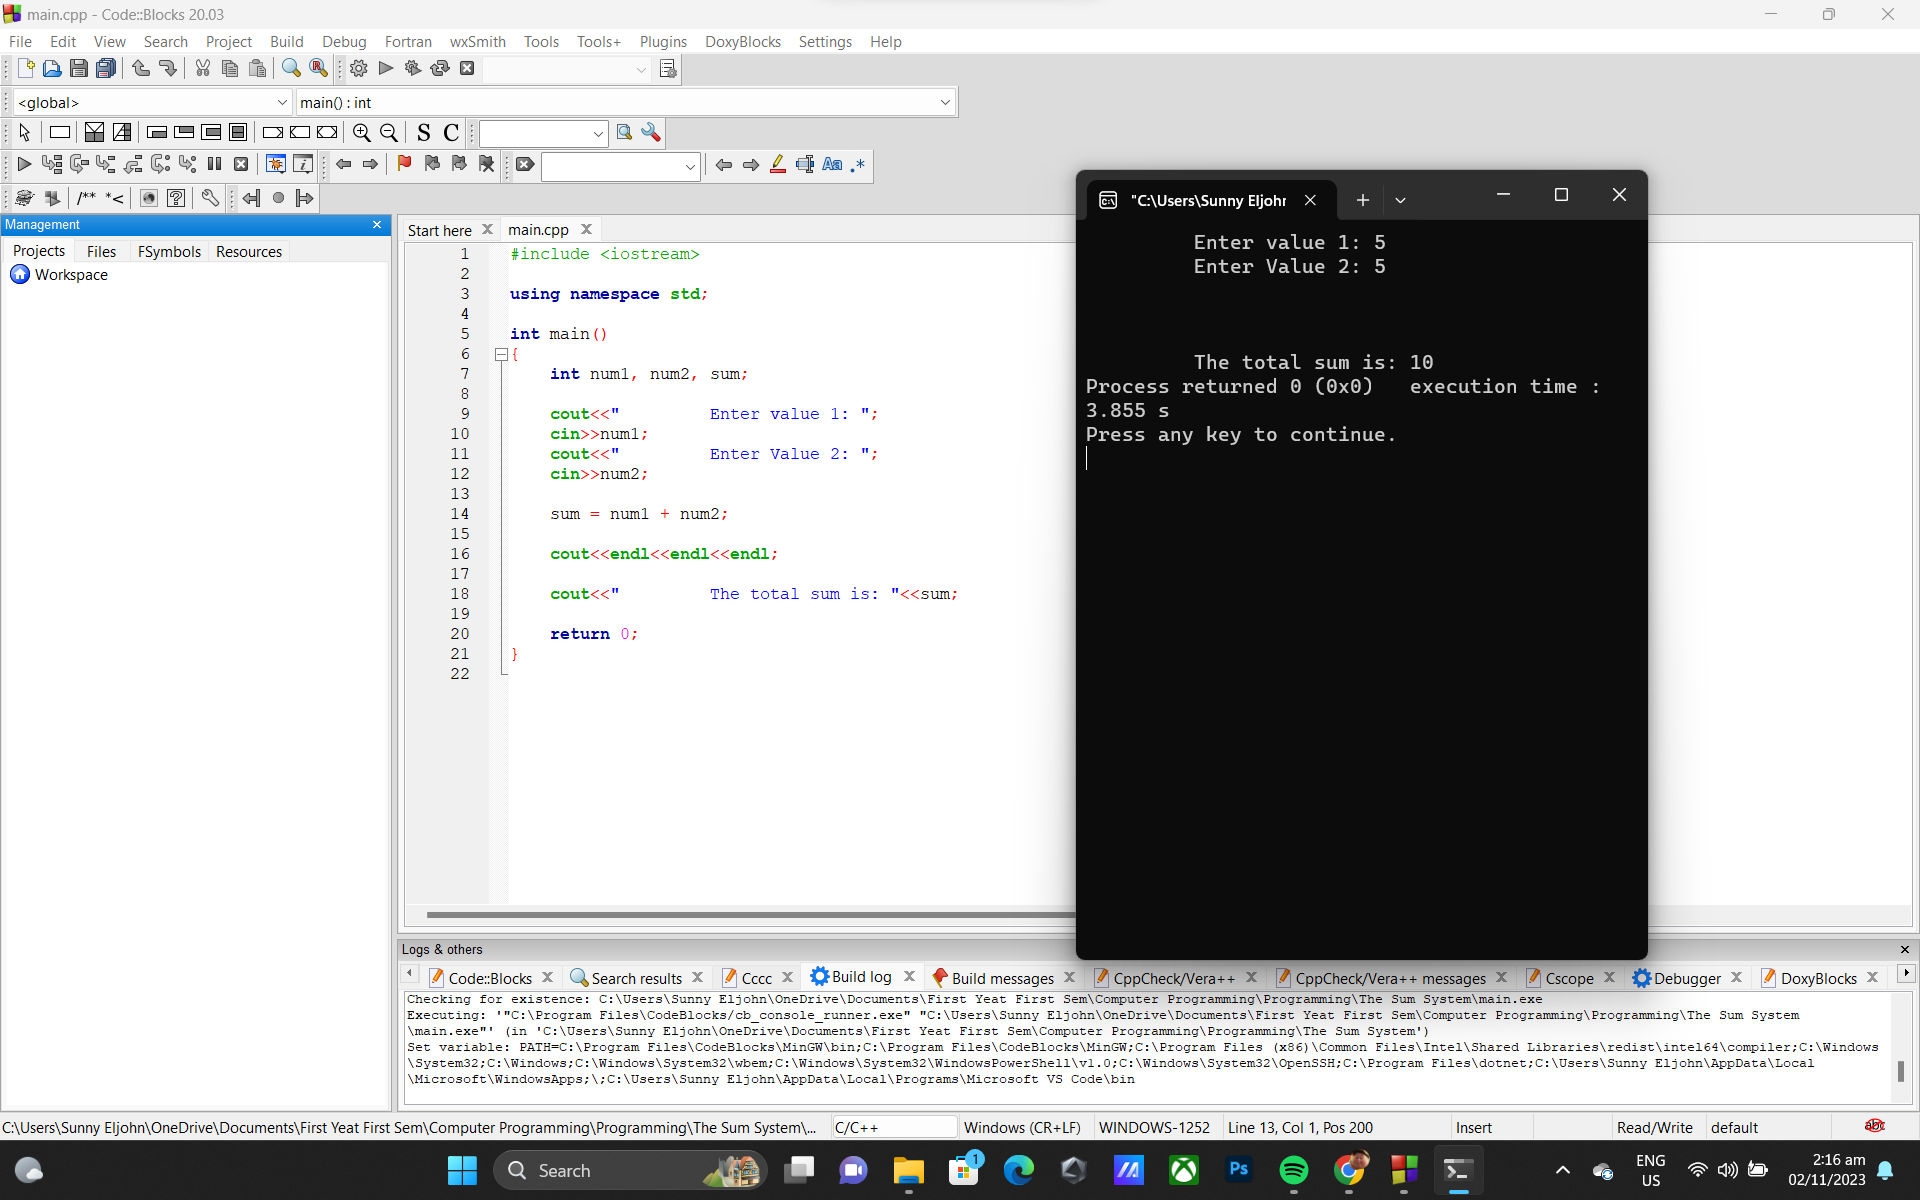 main.cpp - Code::Blocks 20.03
File Edit View Search Project Build Debug Fortran wxSmith Tools Tools+ Plugins DoxyBlocks Settings Help
<global> main() : int
S C
Aa .*
/** *<
Management
Projects Files FSymbols Resources
Workspace
Start here main.cpp
1 #include <iostream>
2
3 using namespace std;
4
5 int main()
6 {
7     int num1, num2, sum;
8
9     cout<<"         Enter value 1: ";
10     cin>>num1;
11     cout<<"         Enter Value 2: ";
12     cin>>num2;
13
14     sum = num1 + num2;
15
16     cout<<endl<<endl<<endl;
17
18     cout<<"         The total sum is: "<<sum;
19
20     return 0;
21 }
22
"C:\Users\Sunny Eljohn
Enter value 1: 5
Enter Value 2: 5
The total sum is: 10
Process returned 0 (0x0)   execution time :
3.855 s
Press any key to continue.
Logs & others
Code::Blocks Search results Cccc Build log Build messages CppCheck/Vera++ CppCheck/Vera++ messages Cscope Debugger DoxyBlocks
Checking for existence: C:\Users\Sunny Eljohn\OneDrive\Documents\First Yeat First Sem\Computer Programming\Programming\The Sum System\main.exe
Executing: '"C:\Program Files\CodeBlocks/cb_console_runner.exe" "C:\Users\Sunny Eljohn\OneDrive\Documents\First Yeat First Sem\Computer Programming\Programming\The Sum System
\main.exe"' (in 'C:\Users\Sunny Eljohn\OneDrive\Documents\First Yeat First Sem\Computer Programming\Programming\The Sum System')
Set variable: PATH=C:\Program Files\CodeBlocks\MinGW\bin;C:\Program Files\CodeBlocks\MinGW;C:\Program Files (x86)\Common Files\Intel\Shared Libraries\redist\intel64\compiler;C:\Windows
\System32;C:\Windows;C:\Windows\System32\wbem;C:\Windows\System32\WindowsPowerShell\v1.0;C:\Windows\System32\OpenSSH;C:\Program Files\dotnet;C:\Users\Sunny Eljohn\AppData\Local
\Microsoft\WindowsApps;\;C:\Users\Sunny Eljohn\AppData\Local\Programs\Microsoft VS Code\bin
C:\Users\Sunny Eljohn\OneDrive\Documents\First Yeat First Sem\Computer Programming\Programming\The Sum System\... C/C++ Windows (CR+LF) WINDOWS-1252 Line 13, Col 1, Pos 200 Insert Read/Write default abc
Search 1 Ps ENG US 2:16 am 02/11/2023